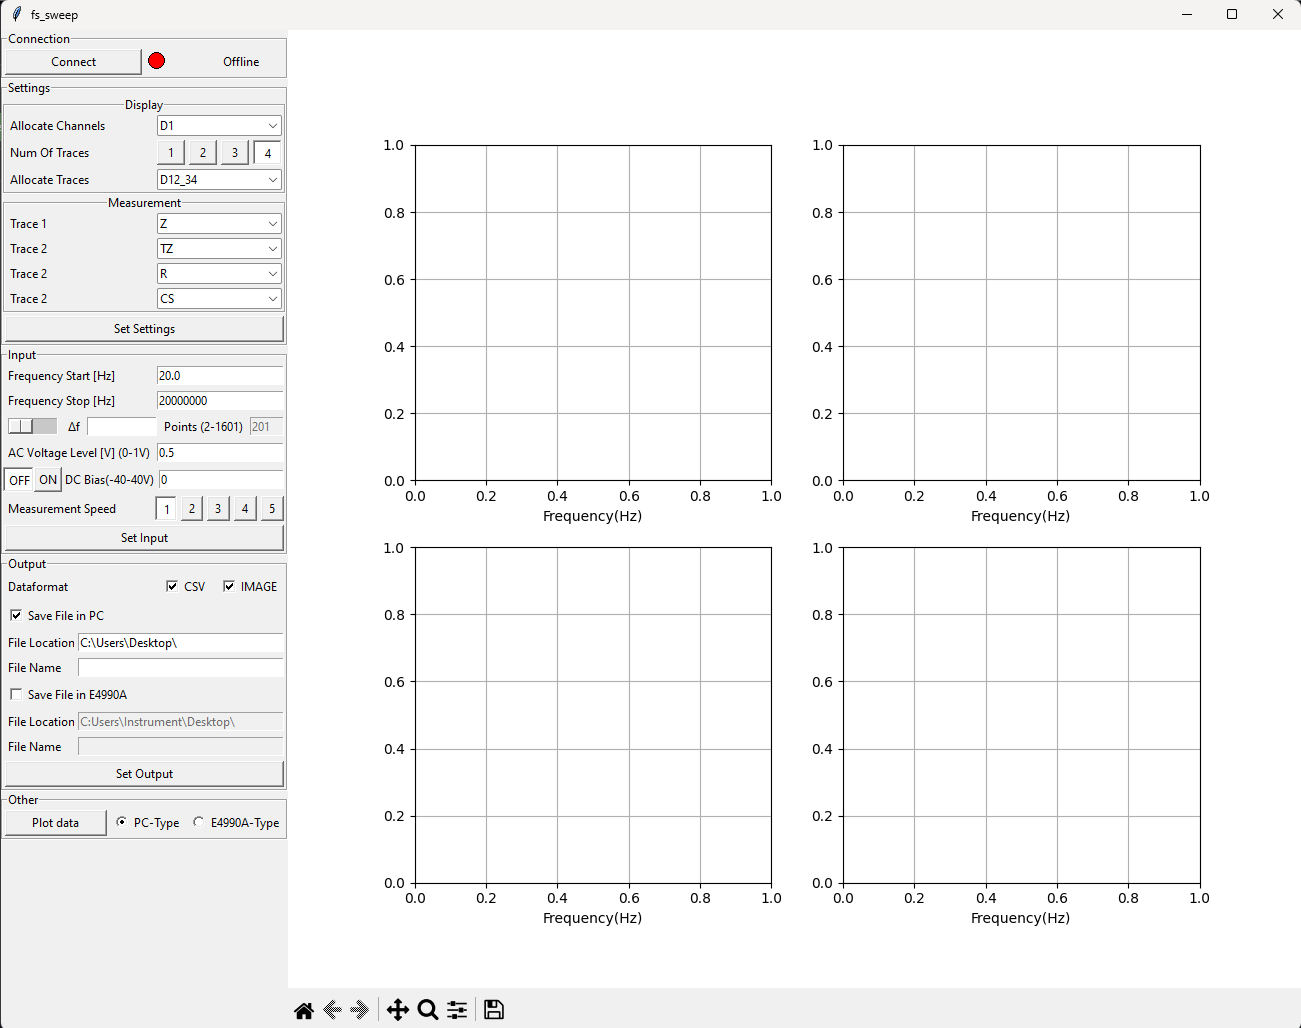 fs_sweep
Connection
Connect Offline
Settings
Display
Allocate Channels D1
Num Of Traces 1 2 3 4
Allocate Traces D12_34
Measurement
Trace 1 Z
Trace 2 TZ
Trace 2 R
Trace 2 CS
Set Settings
Input
Frequency Start [Hz] 20.0
Frequency Stop [Hz] 20000000
Δf Points (2-1601) 201
AC Voltage Level [V] (0-1V) 0.5
OFF ON DC Bias(-40-40V) 0
Measurement Speed 1 2 3 4 5
Set Input
Output
Dataformat CSV IMAGE
Save File in PC
File Location C:\Users\Desktop\
File Name
Save File in E4990A
File Location C:Users\Instrument\Desktop\
File Name
Set Output
Other
Plot data PC-Type E4990A-Type
1.0
0.8
0.6
0.4
0.2
0.0
0.0 0.2 0.4 0.6 0.8 1.0
Frequency(Hz)
1.0
0.8
0.6
0.4
0.2
0.0
0.0 0.2 0.4 0.6 0.8 1.0
Frequency(Hz)
1.0
0.8
0.6
0.4
0.2
0.0
0.0 0.2 0.4 0.6 0.8 1.0
Frequency(Hz)
1.0
0.8
0.6
0.4
0.2
0.0
0.0 0.2 0.4 0.6 0.8 1.0
Frequency(Hz)